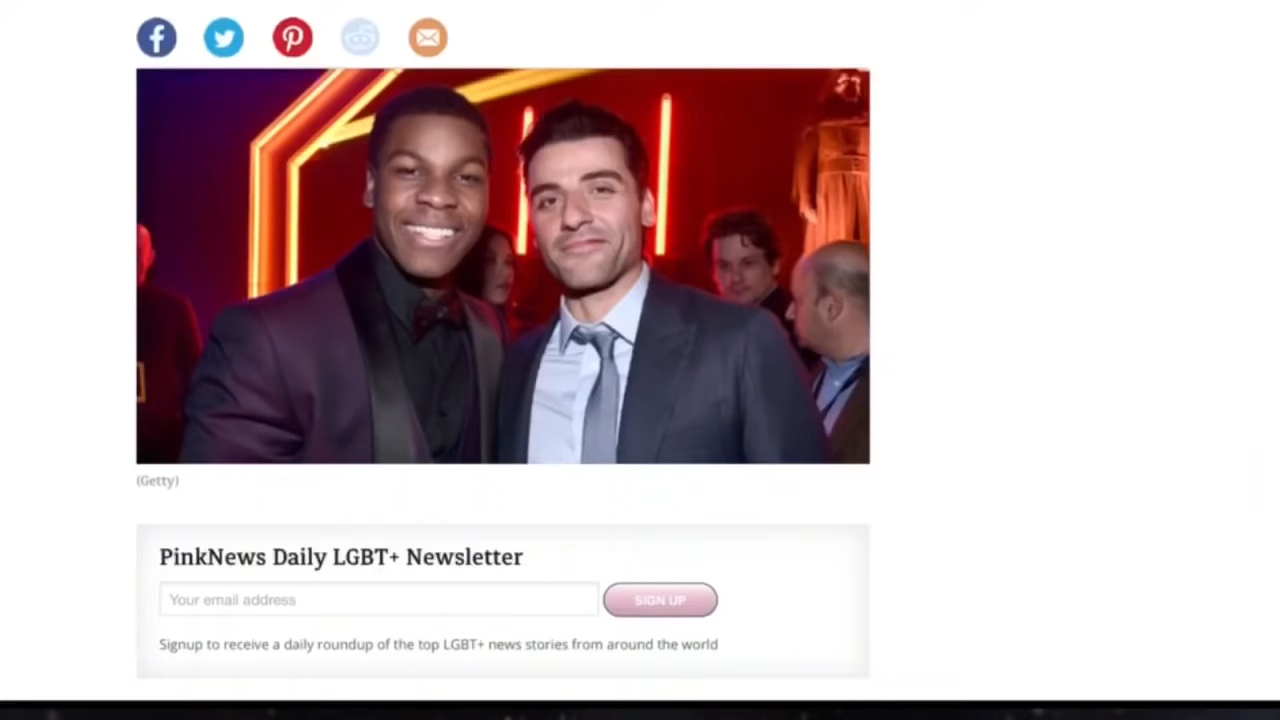 (Getty)
PinkNews Daily LGBT+ Newsletter
Your email address
SIGN UP
Signup to receive a daily roundup of the top LGBT+ news stories from around the world